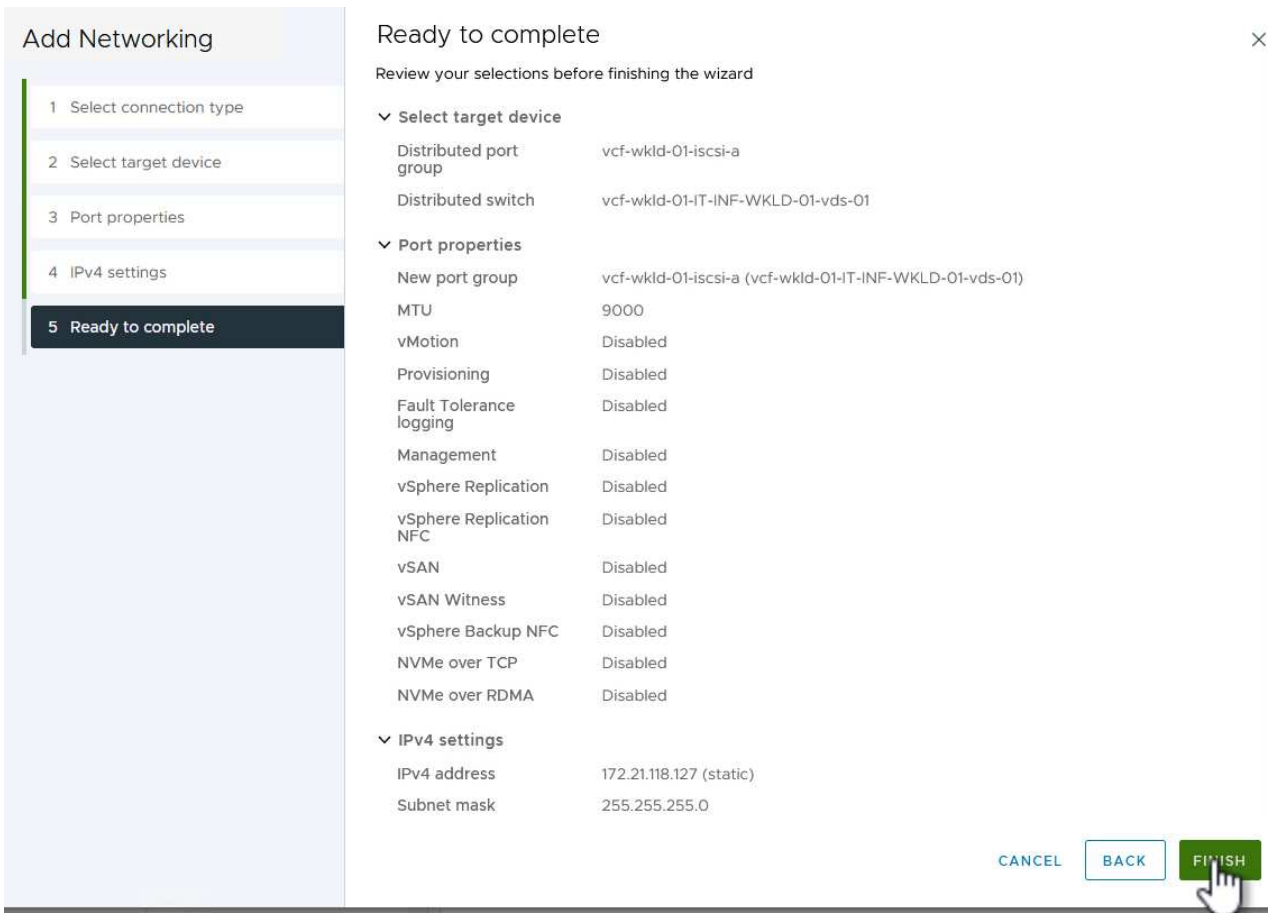 Add Networking
1 Select connection type
2 Select target device
3 Port properties
4 IPv4 settings
5 Ready to complete
Ready to complete
Review your selections before finishing the wizard
Select target device
Distributed port
group
vcf-wkld-01-iscsi-a
Distributed switch vcf-wkld-01-IT-INF-WKLD-01-vds-01
Port properties
New port group vcf-wkld-01-iscsi-a (vcf-wkld-01-IT-INF-WKLD-01-vds-01)
MTU 9000
vMotion Disabled
Provisioning Disabled
Fault Tolerance
logging
Disabled
Management Disabled
vSphere Replication Disabled
vSphere Replication
NFC
Disabled
vSAN Disabled
vSAN Witness Disabled
vSphere Backup NFC Disabled
NVMe over TCP Disabled
NVMe over RDMA Disabled
IPv4 settings
IPv4 address 172.21.118.127 (static)
Subnet mask 255.255.255.0
CANCEL BACK FINISH